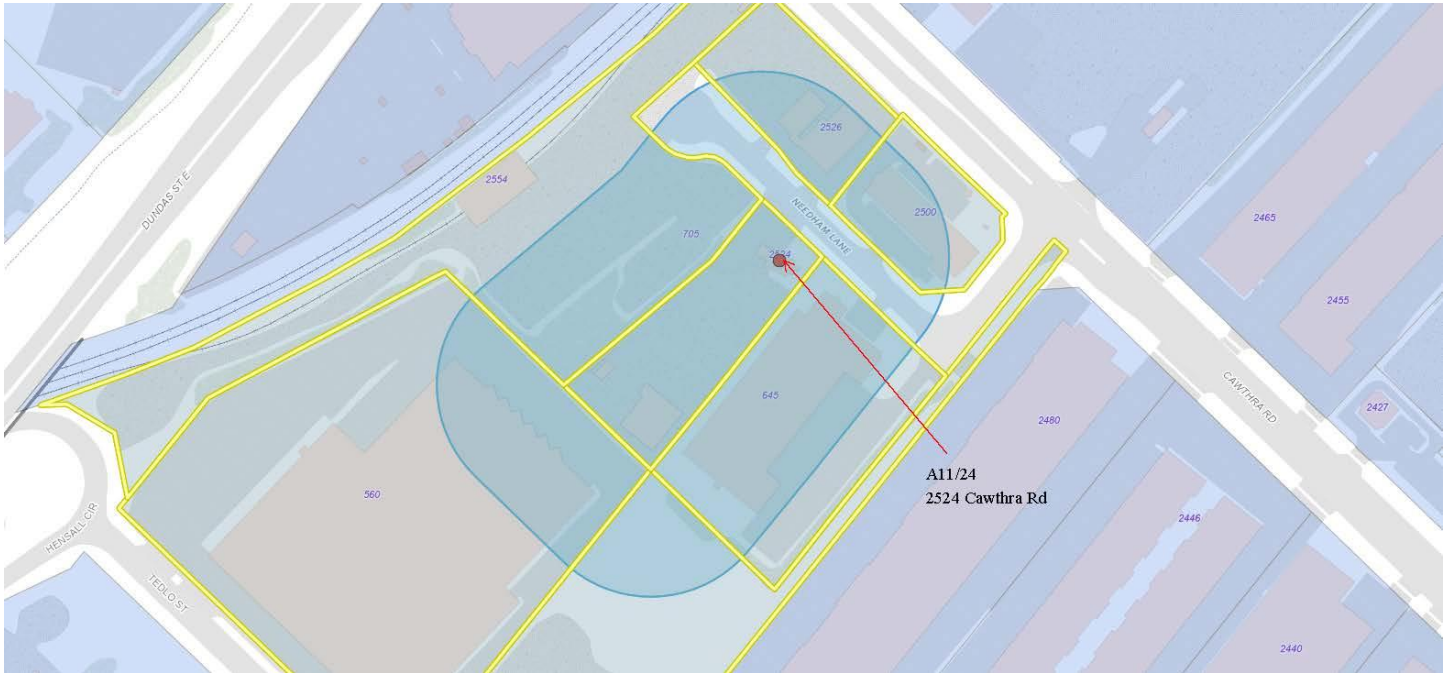 2526
DUNDAS ST E
2554
2500
2465
705
NEEDHAM LANE
2524
2455
CAWTHRA RD
645
2427
2480
A11/24
2524 Cawthra Rd
560
HENSALL CIR
2446
TEDLO ST
2440